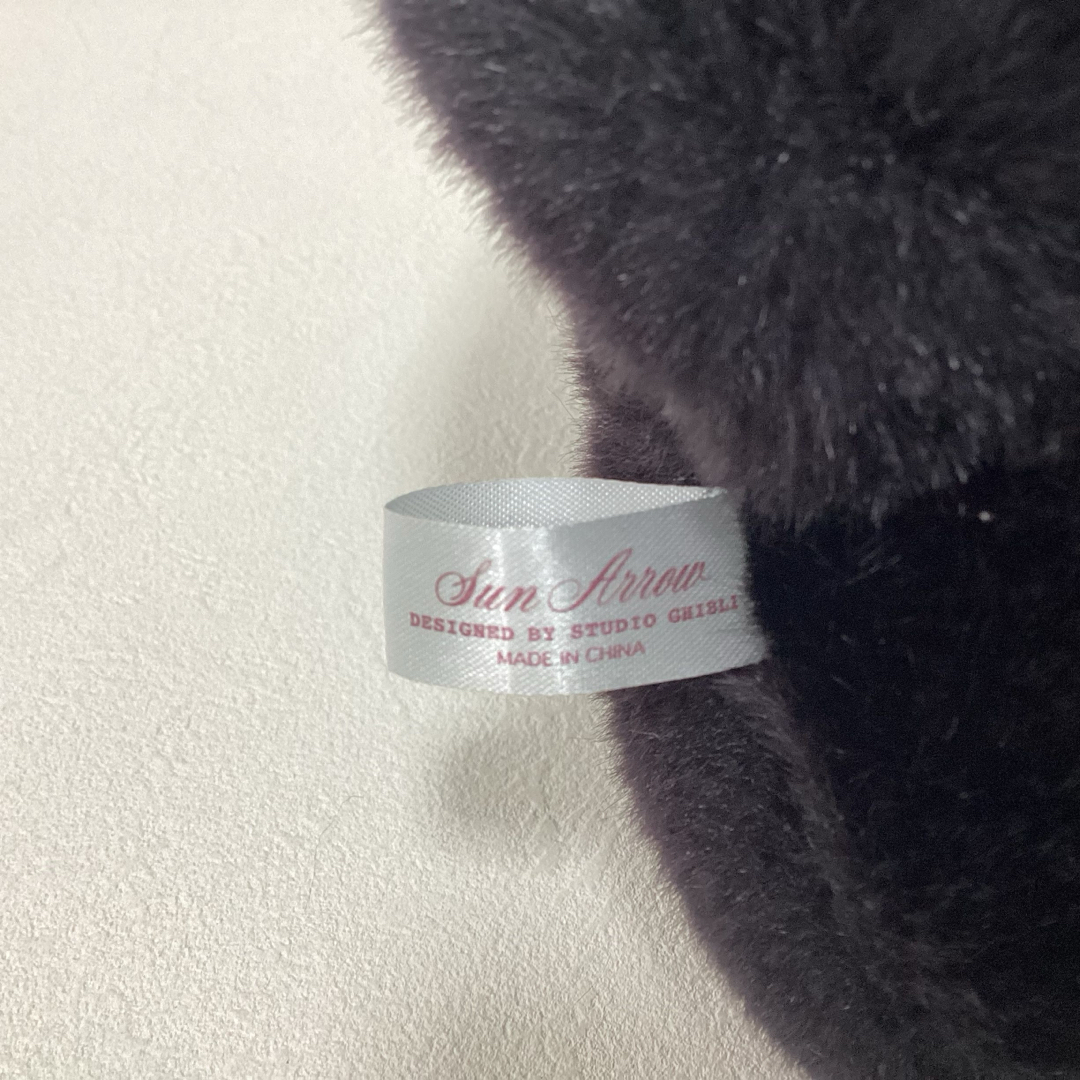 Sun Arrow
DESIGNED BY STUDIO GHIBLI
MADE IN CHINA